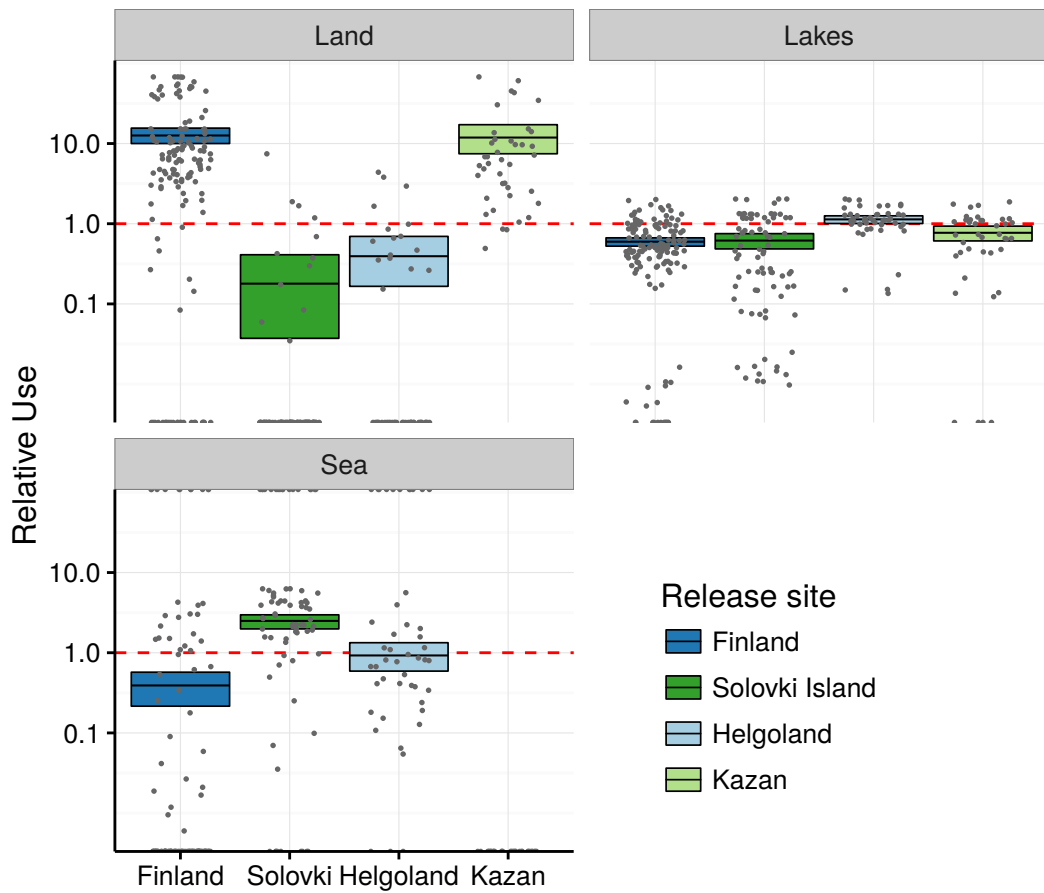 Land
Lakes
10.0
1.0
0.1
Relative Use
Sea
10.0
1.0
0.1
Finland Solovki Helgoland Kazan
Release site
Finland
Solovki Island
Helgoland
Kazan